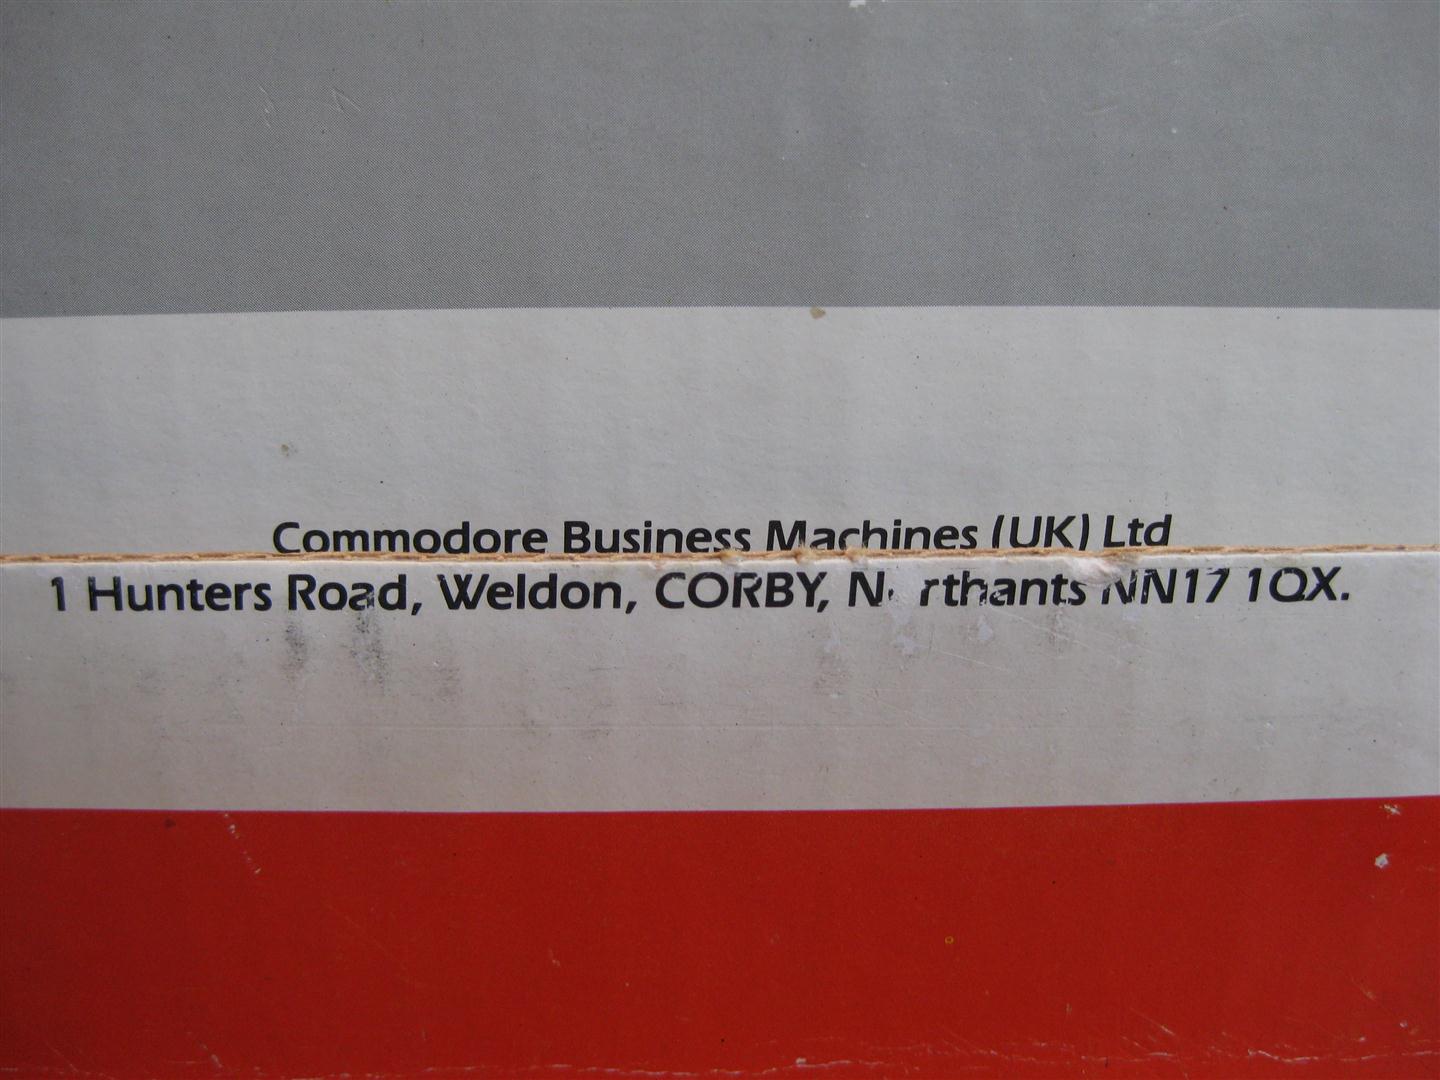 Commodore Business Machines (UK) Ltd
1 Hunters Road, Weldon, CORBY, Northants NN17 1QX.